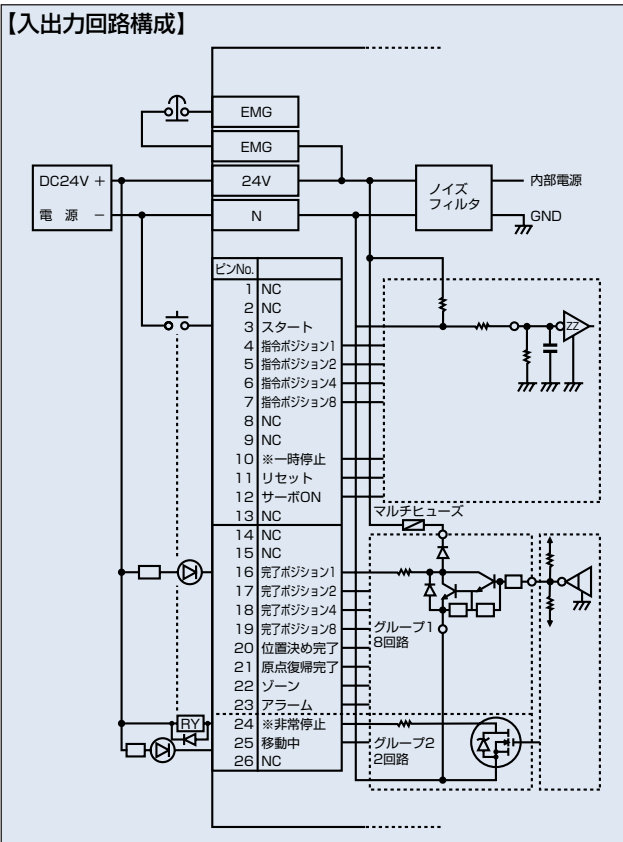 【入出力回路構成】
EMG
EMG
DC24V +
24V
電 源 −
N
ノイズ
フィルタ
内部電源
GND
ピンNo.
1 NC
2 NC
3 スタート
4 指令ポジション1
5 指令ポジション2
6 指令ポジション4
7 指令ポジション8
8 NC
9 NC
10 ※一時停止
11 リセット
12 サーボON
13 NC
ZZ
マルチヒューズ
14 NC
15 NC
16 完了ポジション1
17 完了ポジション2
18 完了ポジション4
19 完了ポジション8
20 位置決め完了
21 原点復帰完了
22 ゾーン
23 アラーム
グループ1
8回路
RY
24 ※非常停止
25 移動中
26 NC
グループ2
2回路